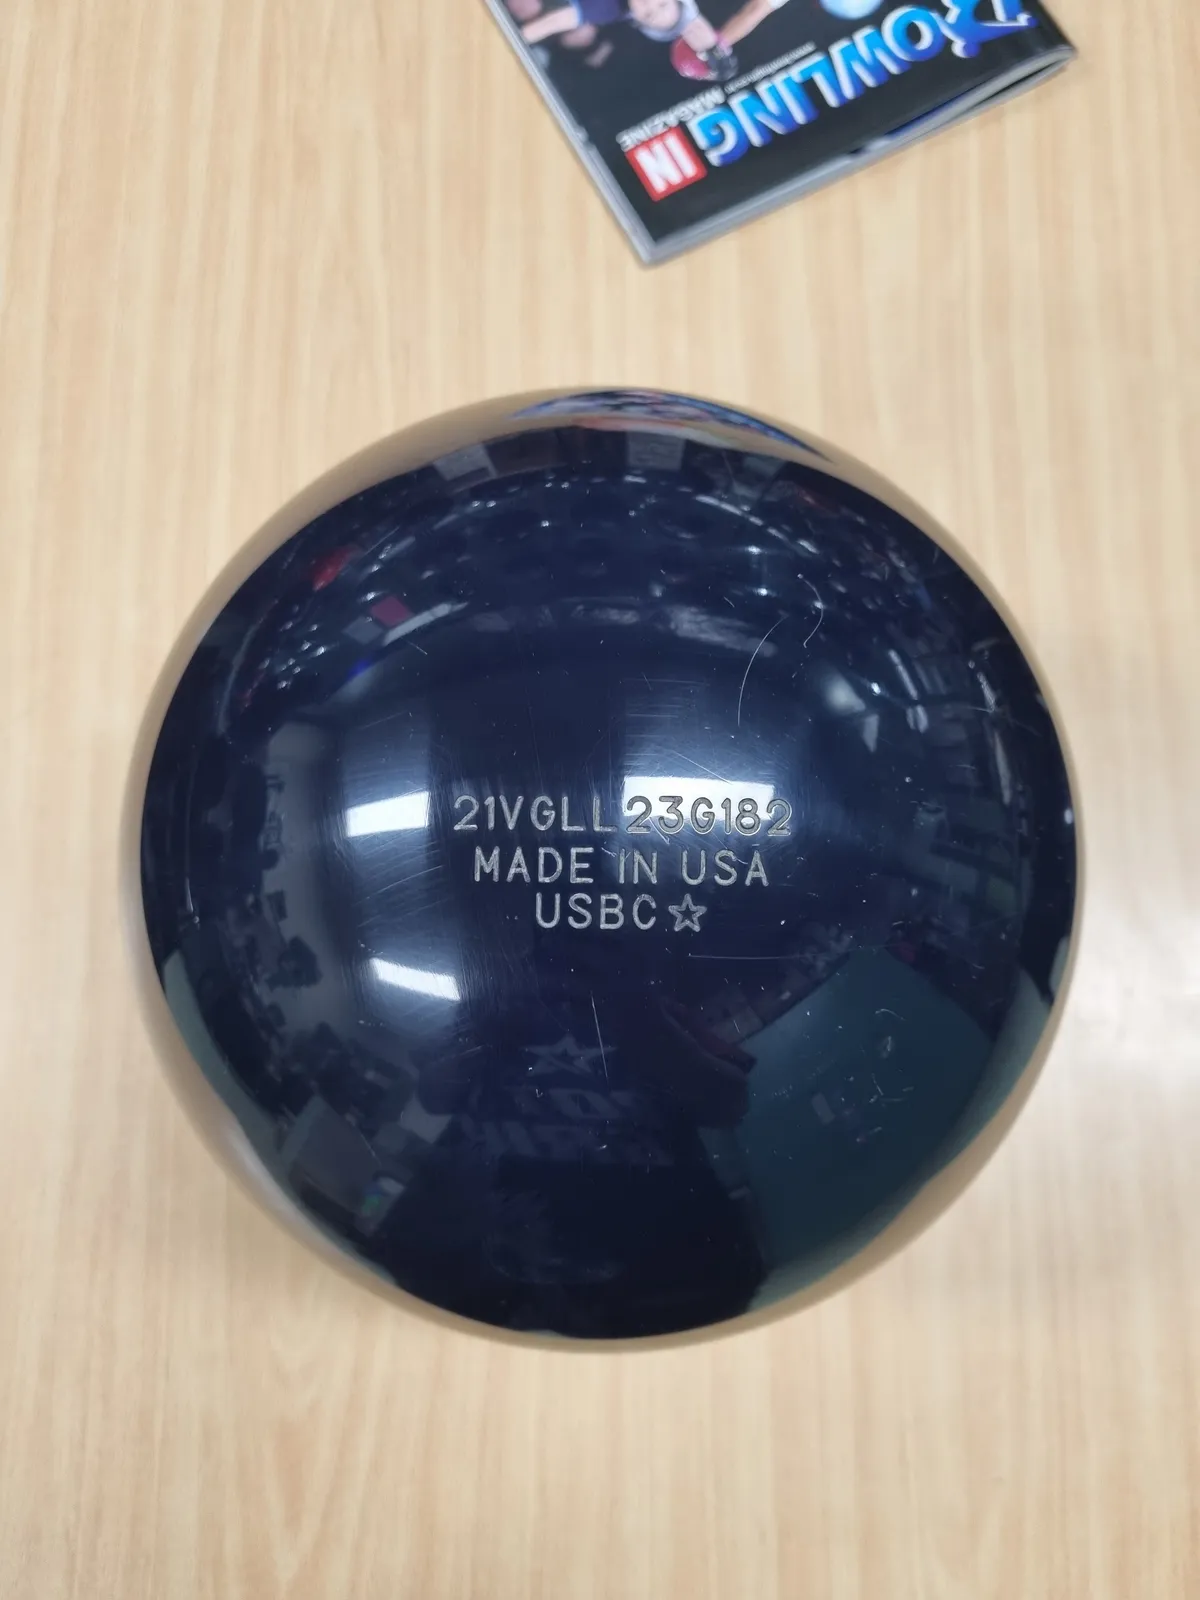 BOWLING
MAGAZINE
IN
21VGLL23G182
MADE IN USA
USBC☆